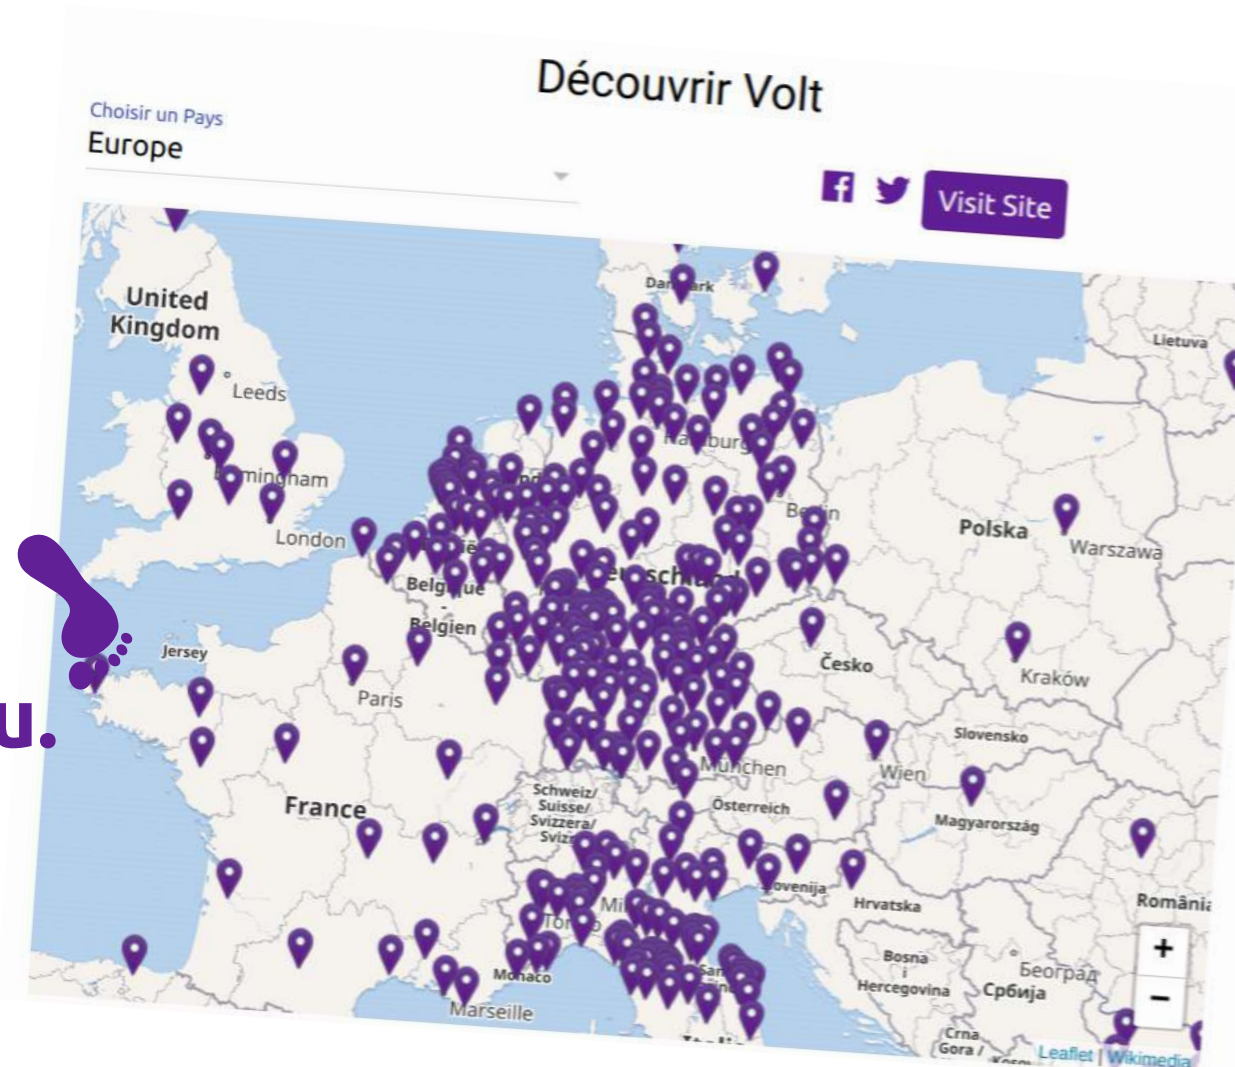 Découvrir Volt
Choisir un Pays
Europe
Visit Site
United
Kingdom
Leeds
London
Lietuva
Polska
Warszawa
Belgien
Jersey
Paris
Česko
Kraków
Slovensko
Wien
München
Schweiz/
Suisse/
Svizzera/
Österreich
Magyarország
France
Hrvatska
Bosna
i
Hercegovina
Београд
Србија
Monaco
Marseille
Crna
Gora /
u.
+
−
Leaflet | Wikimedia